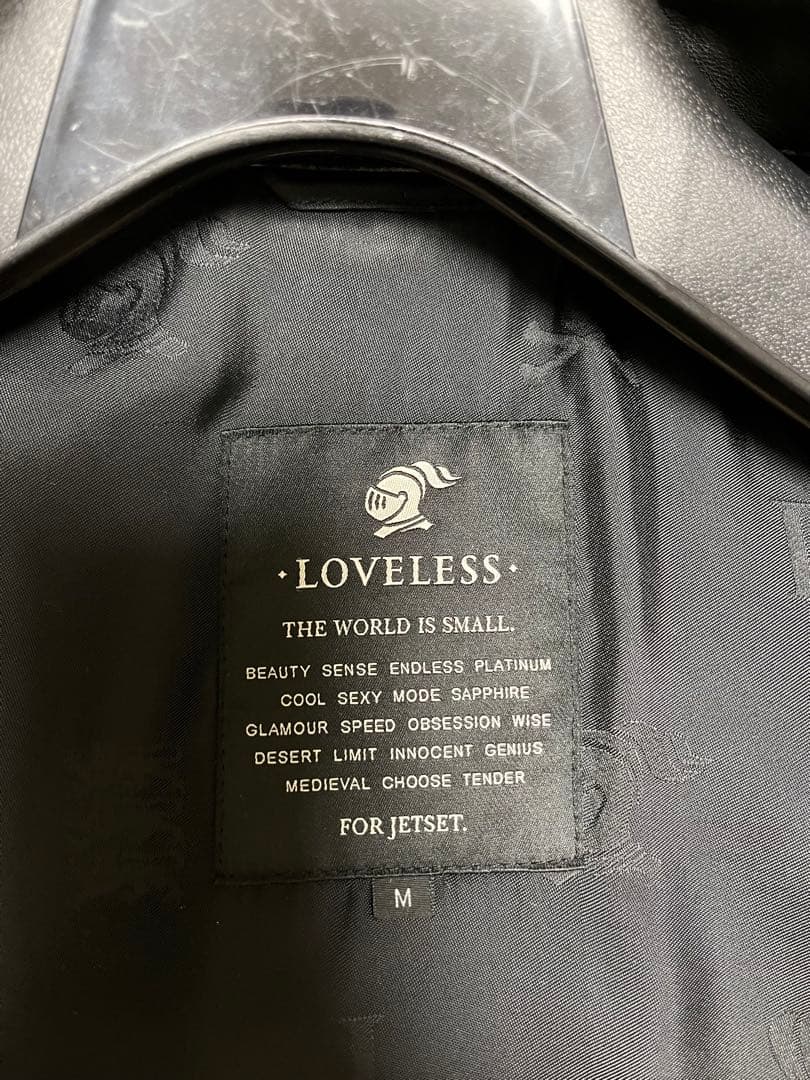 ·LOVELESS·
THE WORLD IS SMALL.
BEAUTY SENSE ENDLESS PLATINUM
COOL SEXY MODE SAPPHIRE
GLAMOUR SPEED OBSESSION WISE
DESERT LIMIT INNOCENT GENIUS
MEDIEVAL CHOOSE TENDER
FOR JETSET.
M